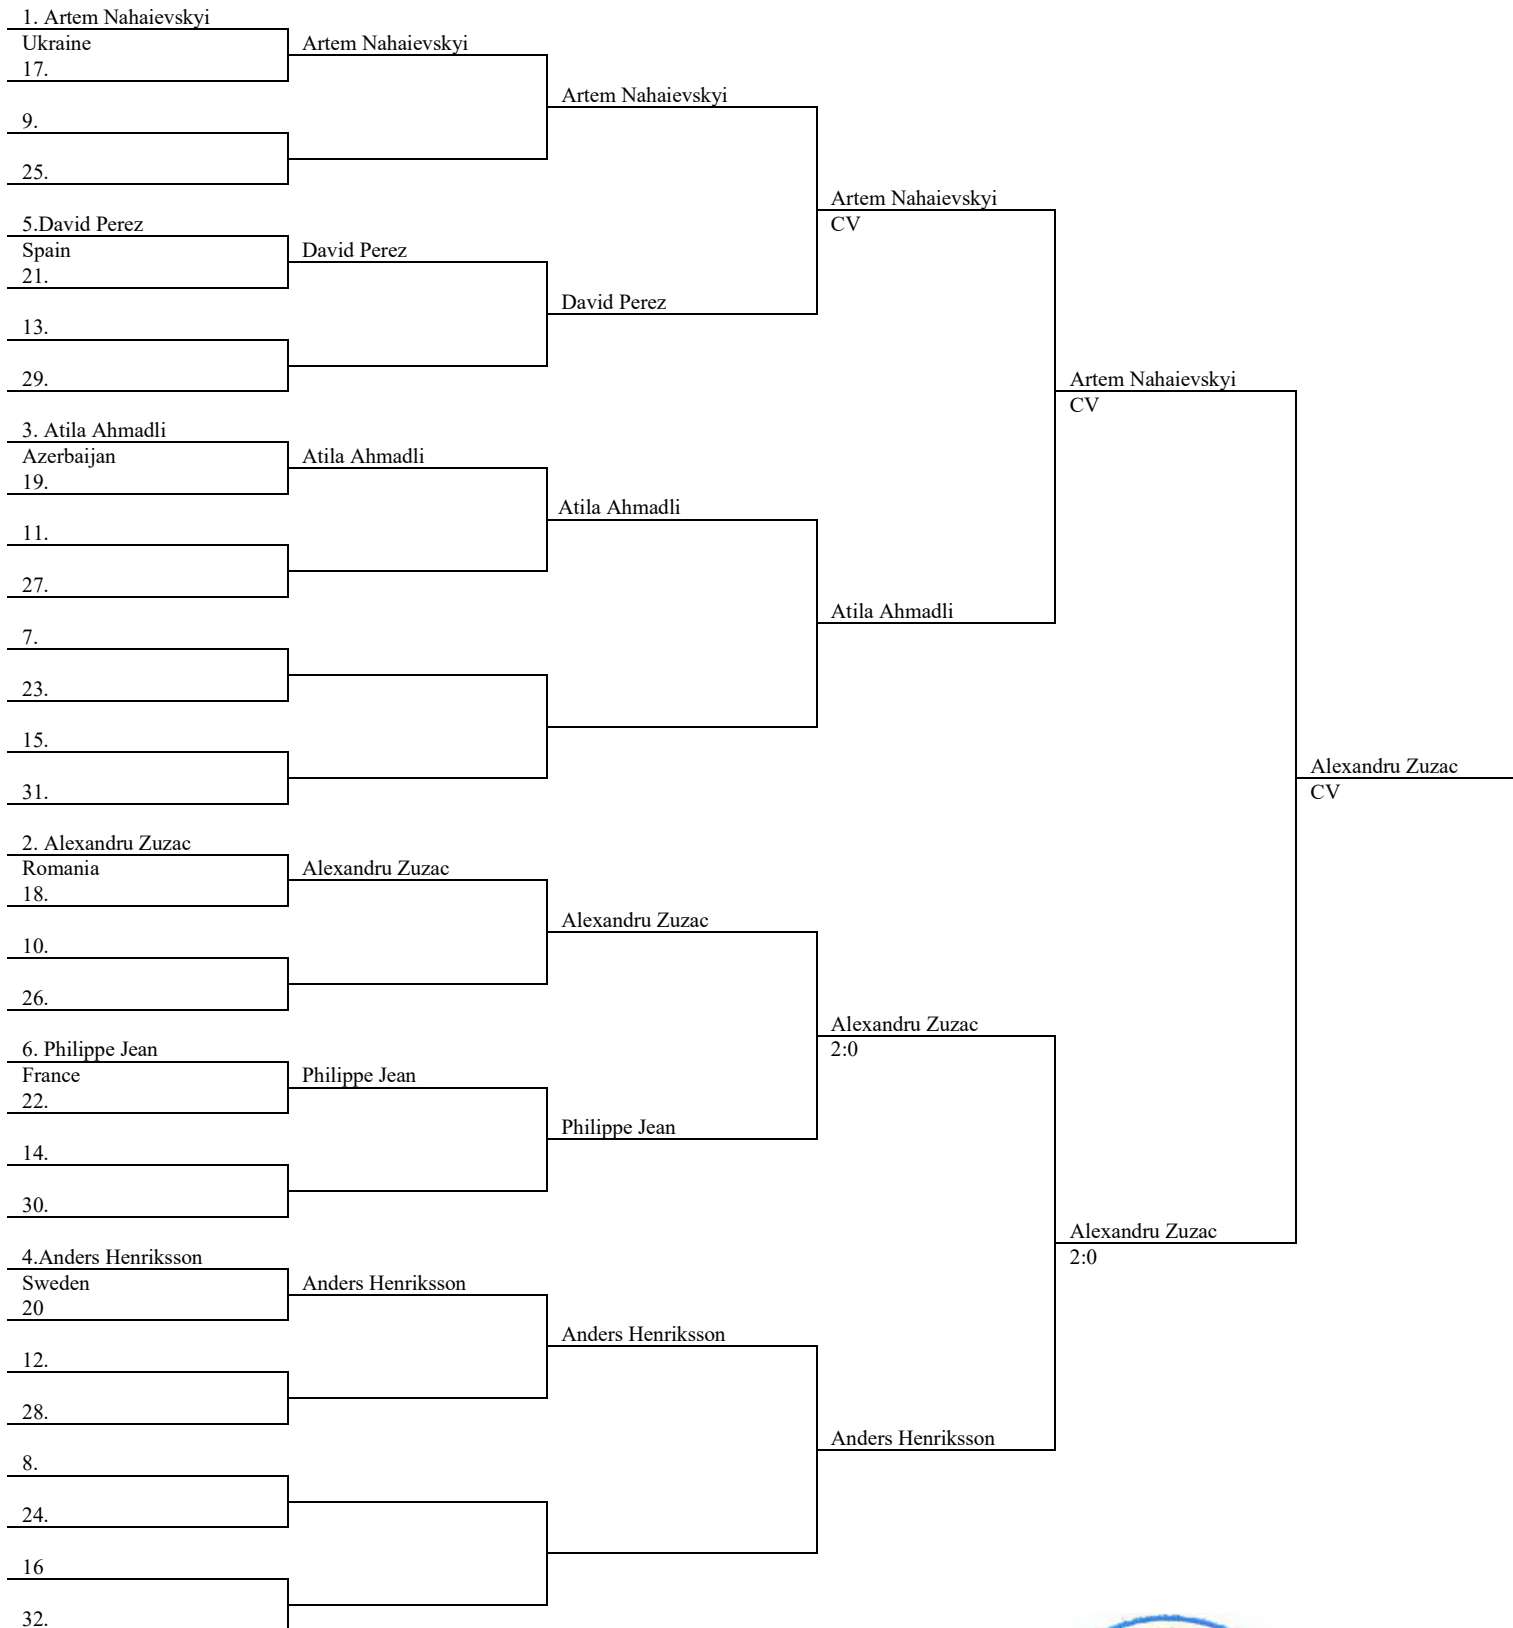 1. Artem Nahaievskyi
Ukraine
17.
Artem Nahaievskyi
Artem Nahaievskyi
9.
25.
Artem Nahaievskyi
CV
5.David Perez
Spain
21.
David Perez
David Perez
13.
29.
Artem Nahaievskyi
CV
3. Atila Ahmadli
Azerbaijan
19.
Atila Ahmadli
Atila Ahmadli
11.
27.
Atila Ahmadli
7.
23.
15.
31.
Alexandru Zuzac
CV
2. Alexandru Zuzac
Romania
18.
Alexandru Zuzac
Alexandru Zuzac
10.
26.
Alexandru Zuzac
2:0
6. Philippe Jean
France
22.
Philippe Jean
Philippe Jean
14.
30.
Alexandru Zuzac
2:0
4.Anders Henriksson
Sweden
20
Anders Henriksson
Anders Henriksson
12.
28.
Anders Henriksson
8.
24.
16
32.